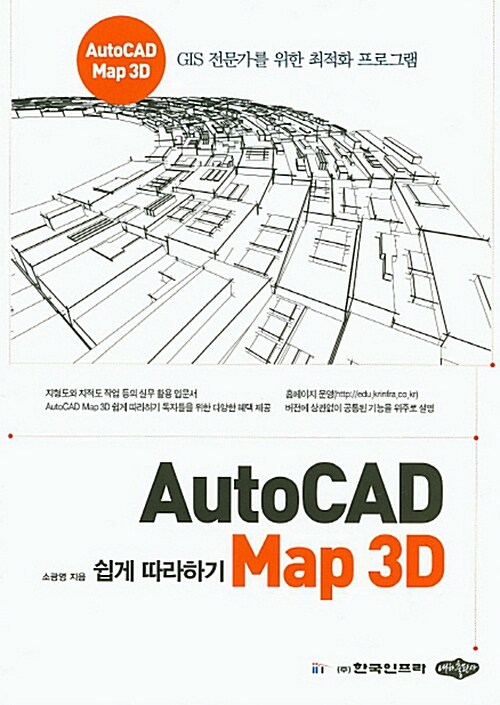 AutoCAD
Map 3D
GIS 전문가를 위한 최적화 프로그램
지형도와 지적도 작업 등의 실무 활용 입문서
AutoCAD Map 3D 쉽게 따라하기 독자들을 위한 다양한 혜택 제공
홈페이지 운영(http://edu.krinfra.co.kr)
버전에 상관없이 공통된 기능을 위주로 설명
AutoCAD
Map 3D
소광영 지음
쉽게 따라하기
(주) 한국인프라
예하출판사